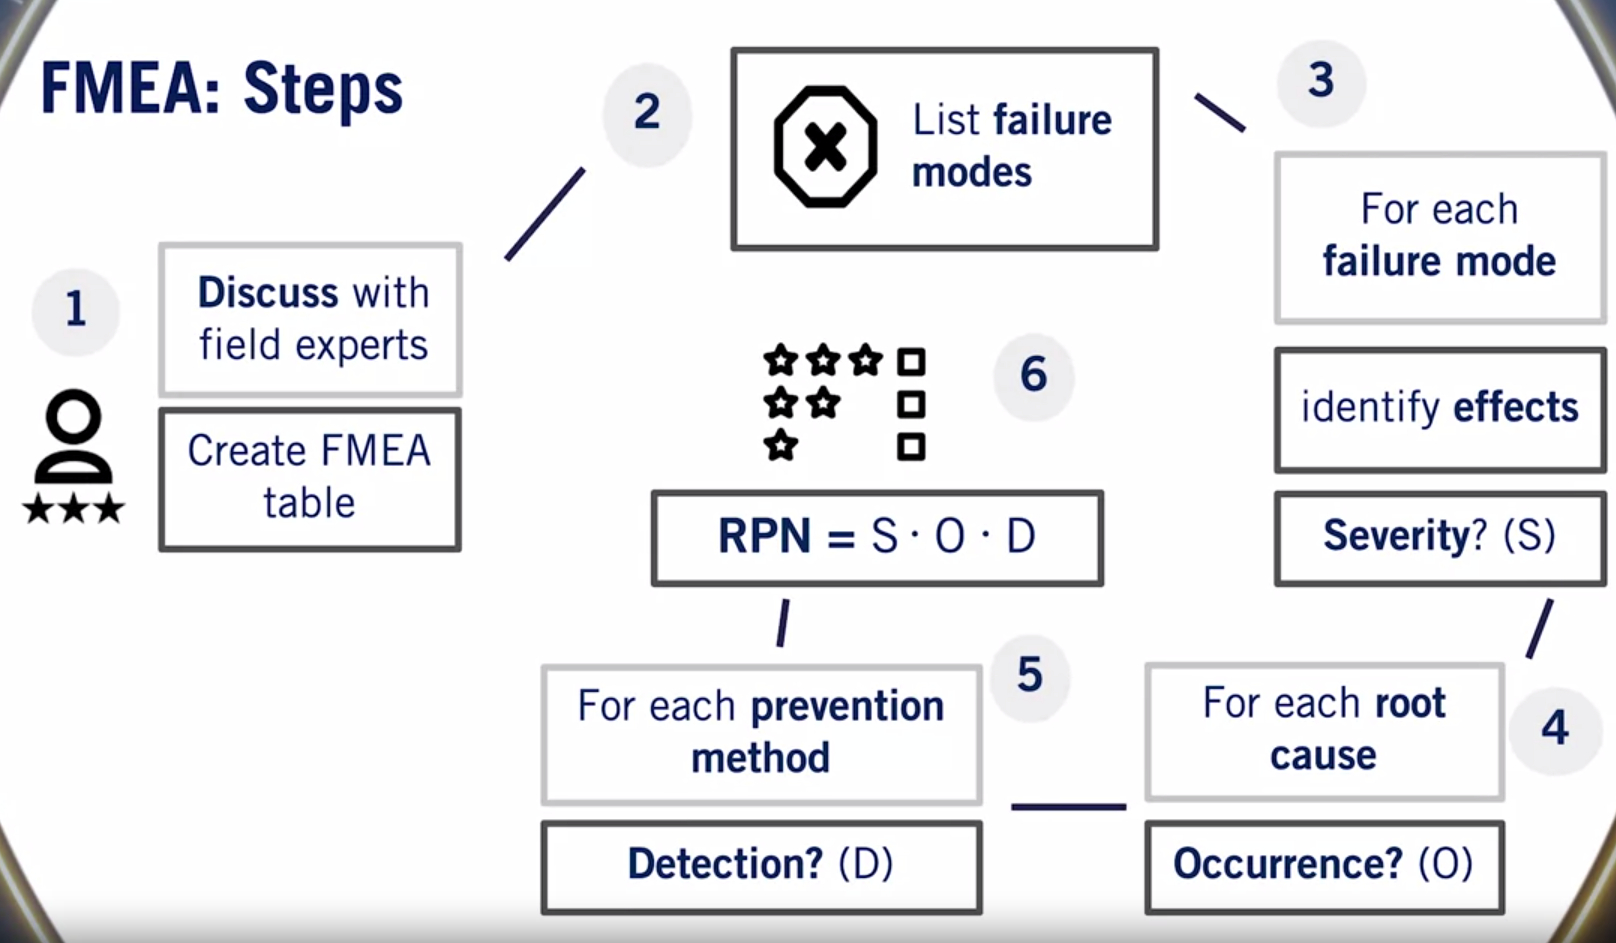 FMEA: Steps
1
Discuss with
field experts
Create FMEA
table
2
List failure
modes
3
For each
failure mode
identify effects
Severity? (S)
4
For each root
cause
Occurrence? (O)
5
For each prevention
method
Detection? (D)
6
RPN = S · O · D